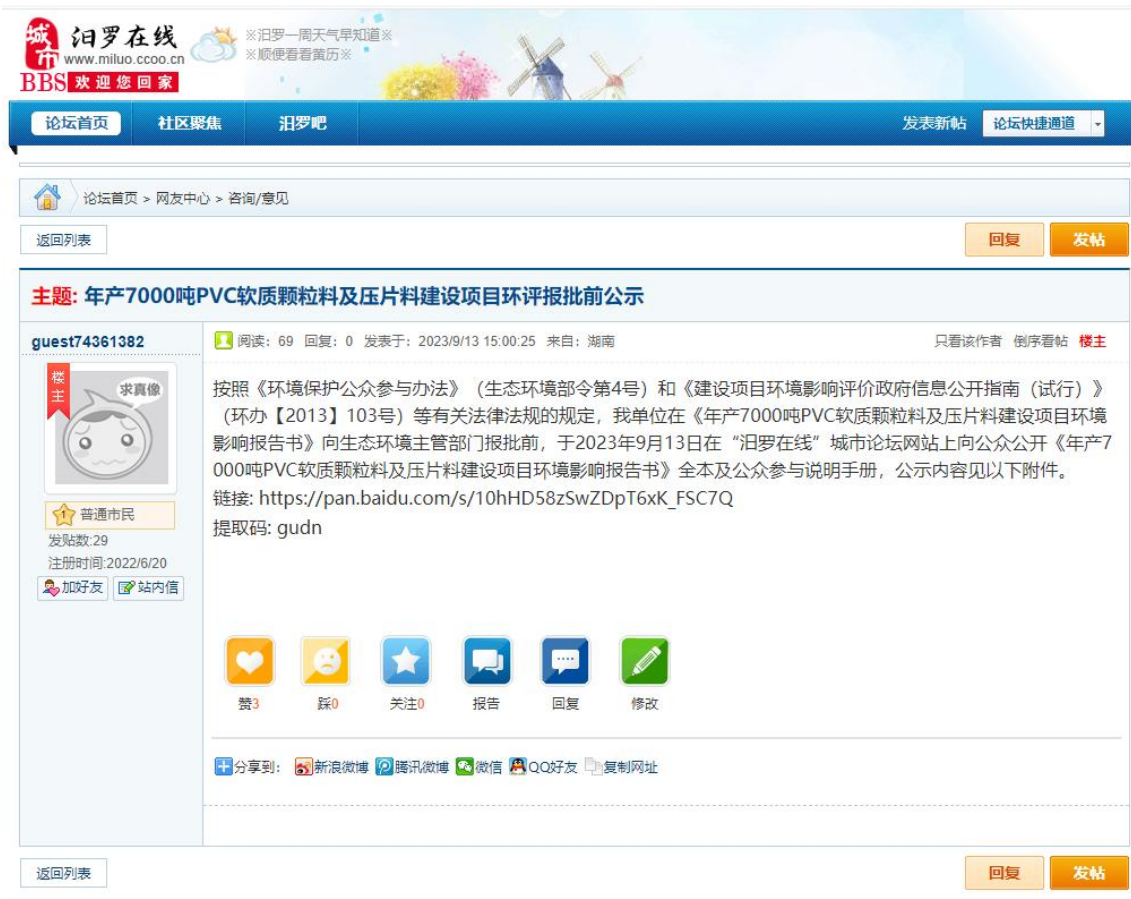 城市
汨罗在线
www.miluo.ccoo.cn
BBS 欢迎您回家
※汨罗一周天气早知道※
※顺便看看黄历※
论坛首页 社区聚焦 汨罗吧 发表新帖 论坛快捷通道
论坛首页 > 网友中心 > 咨询/意见
返回列表 回复 发帖
主题: 年产7000吨PVC软质颗粒料及压片料建设项目环评报批前公示
guest74361382
阅读：69 回复：0 发表于：2023/9/13 15:00:25 来自：湖南 只看该作者 倒序看帖 楼主
楼主
求真像
1 普通市民
发贴数:29
注册时间:2022/6/20
加好友 站内信
按照《环境保护公众参与办法》（生态环境部令第4号）和《建设项目环境影响评价政府信息公开指南（试行）》
（环办【2013】103号）等有关法律法规的规定，我单位在《年产7000吨PVC软质颗粒料及压片料建设项目环境
影响报告书》向生态环境主管部门报批前，于2023年9月13日在“汨罗在线”城市论坛网站上向公众公开《年产7
000吨PVC软质颗粒料及压片料建设项目环境影响报告书》全本及公众参与说明手册，公示内容见以下附件。
链接: https://pan.baidu.com/s/10hHD58zSwZDpT6xK_FSC7Q
提取码: gudn
赞3 踩0 关注0 报告 回复 修改
分享到： 新浪微博 腾讯微博 微信 QQ好友 复制网址
返回列表 回复 发帖